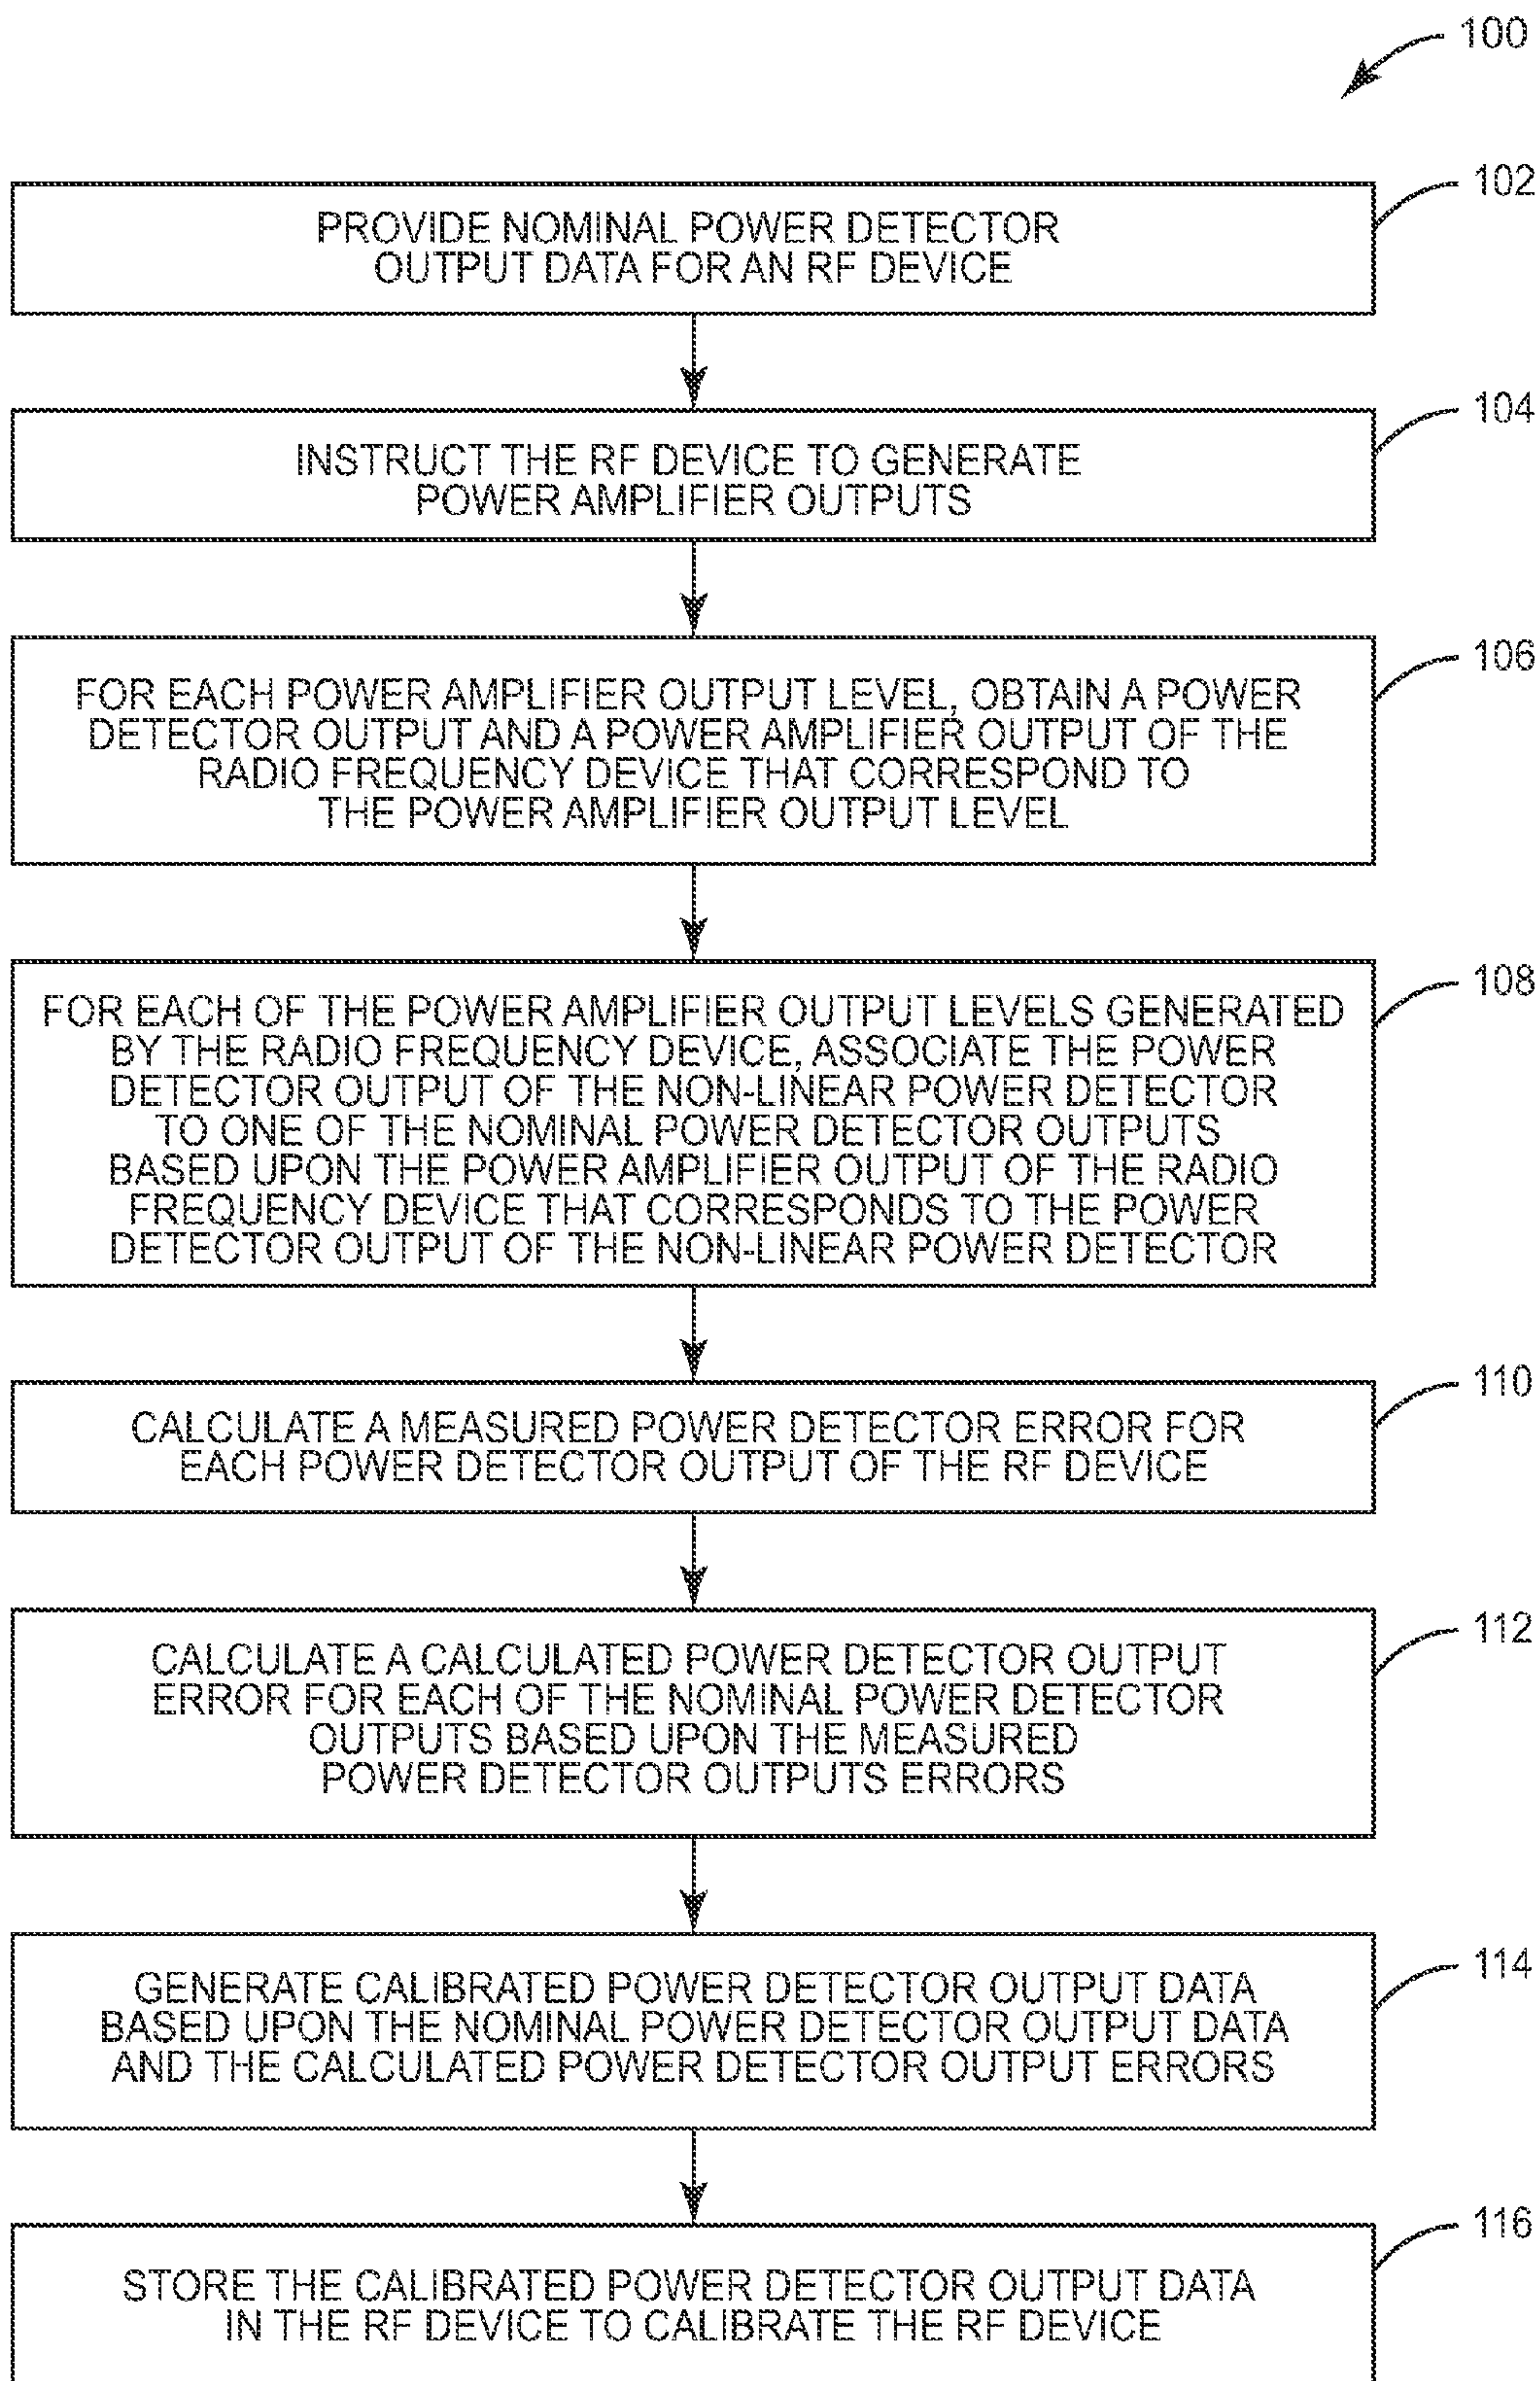 100
102
PROVIDE NOMINAL POWER DETECTOR
OUTPUT DATA FOR AN RF DEVICE
104
INSTRUCT THE RF DEVICE TO GENERATE
POWER AMPLIFIER OUTPUTS
106
FOR EACH POWER AMPLIFIER OUTPUT LEVEL, OBTAIN A POWER
DETECTOR OUTPUT AND A POWER AMPLIFIER OUTPUT OF THE
RADIO FREQUENCY DEVICE THAT CORRESPOND TO
THE POWER AMPLIFIER OUTPUT LEVEL
108
FOR EACH OF THE POWER AMPLIFIER OUTPUT LEVELS GENERATED
BY THE RADIO FREQUENCY DEVICE, ASSOCIATE THE POWER
DETECTOR OUTPUT OF THE NON-LINEAR POWER DETECTOR
TO ONE OF THE NOMINAL POWER DETECTOR OUTPUTS
BASED UPON THE POWER AMPLIFIER OUTPUT OF THE RADIO
FREQUENCY DEVICE THAT CORRESPONDS TO THE POWER
DETECTOR OUTPUT OF THE NON-LINEAR POWER DETECTOR
110
CALCULATE A MEASURED POWER DETECTOR ERROR FOR
EACH POWER DETECTOR OUTPUT OF THE RF DEVICE
112
CALCULATE A CALCULATED POWER DETECTOR OUTPUT
ERROR FOR EACH OF THE NOMINAL POWER DETECTOR
OUTPUTS BASED UPON THE MEASURED
POWER DETECTOR OUTPUTS ERRORS
114
GENERATE CALIBRATED POWER DETECTOR OUTPUT DATA
BASED UPON THE NOMINAL POWER DETECTOR OUTPUT DATA
AND THE CALCULATED POWER DETECTOR OUTPUT ERRORS
116
STORE THE CALIBRATED POWER DETECTOR OUTPUT DATA
IN THE RF DEVICE TO CALIBRATE THE RF DEVICE